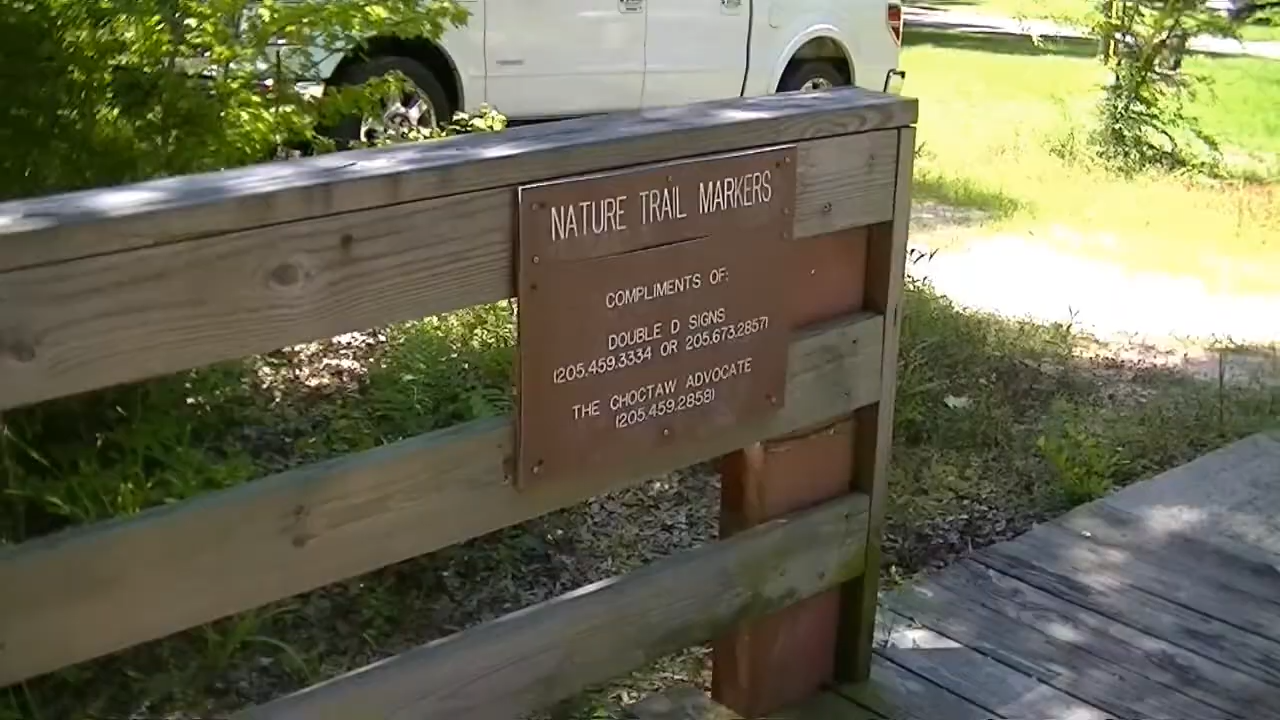 NATURE TRAIL MARKERS
COMPLIMENTS OF:
DOUBLE D SIGNS
(205.459.3334 OR 205.673.2857)
THE CHOCTAW ADVOCATE
(205.459.2858)